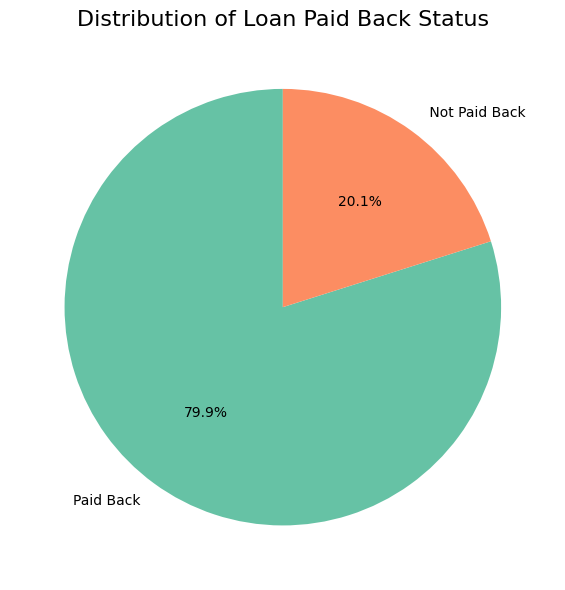 Distribution of Loan Paid Back Status
Not Paid Back
20.1%
79.9%
Paid Back